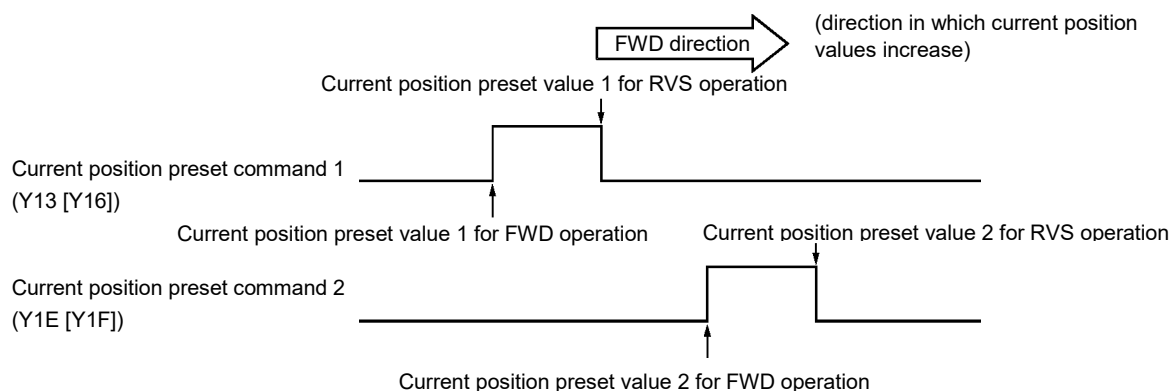 (direction in which current position
values increase)
FWD direction
Current position preset value 1 for RVS operation
Current position preset command 1
(Y13 [Y16])
Current position preset value 1 for FWD operation
Current position preset value 2 for RVS operation
Current position preset command 2
(Y1E [Y1F])
Current position preset value 2 for FWD operation